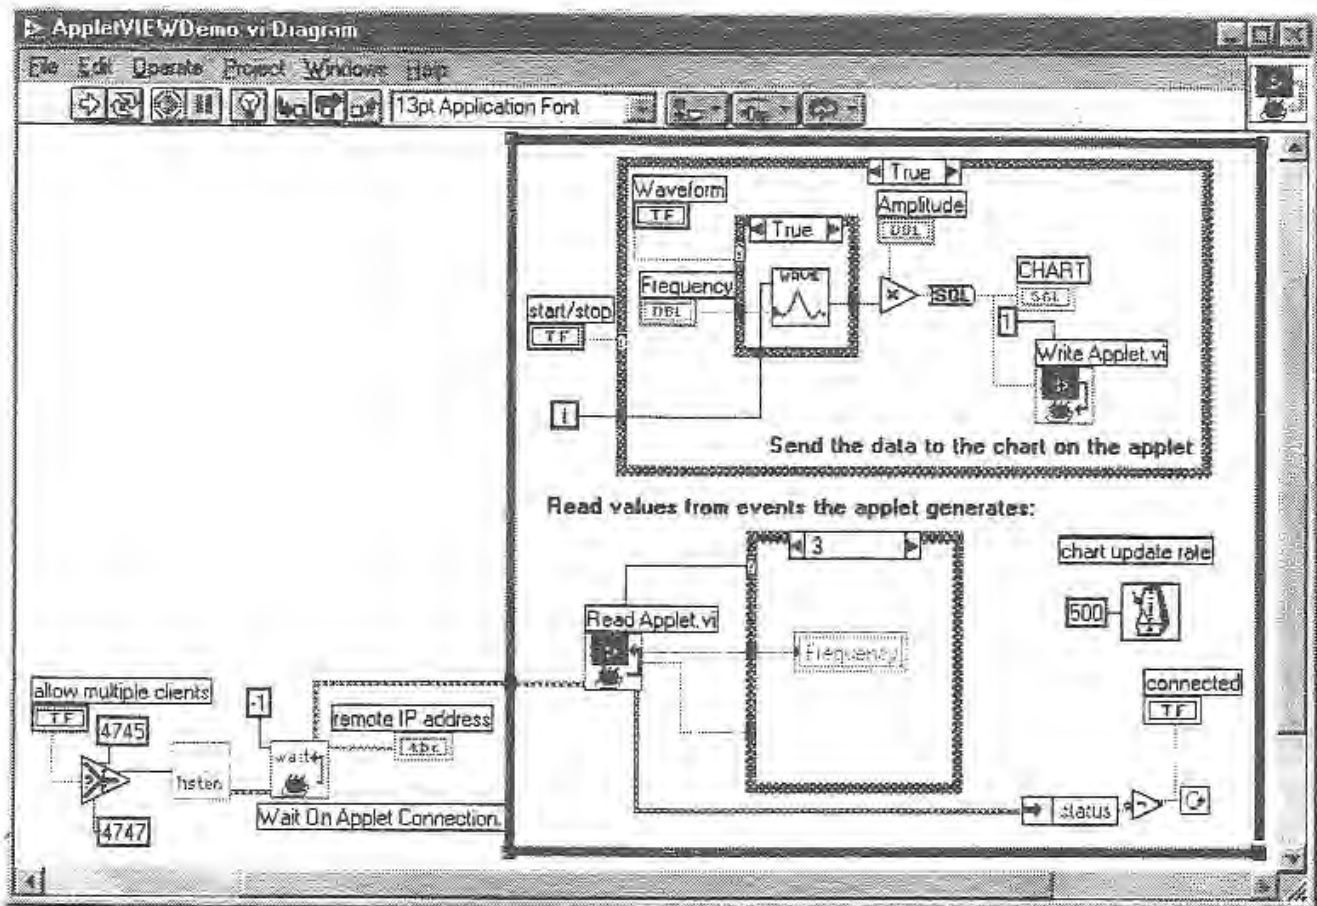 AppletVIEWDemo.vi Diagram
File Edit Operate Project Windows Help
13pt Application Font
True
Waveform
TF
Amplitude
DBL
True
WAVE
CHART
SGL
Frequency
DBL
SGL
start/stop
TF
1
Write Applet.vi
i
Send the data to the chart on the applet
Read values from events the applet generates:
3
chart update rate
500
Read Applet.vi
Frequency
connected
TF
allow multiple clients
TF
-1
4745
remote IP address
abc
wait
listen
4747
Wait On Applet Connection.
status